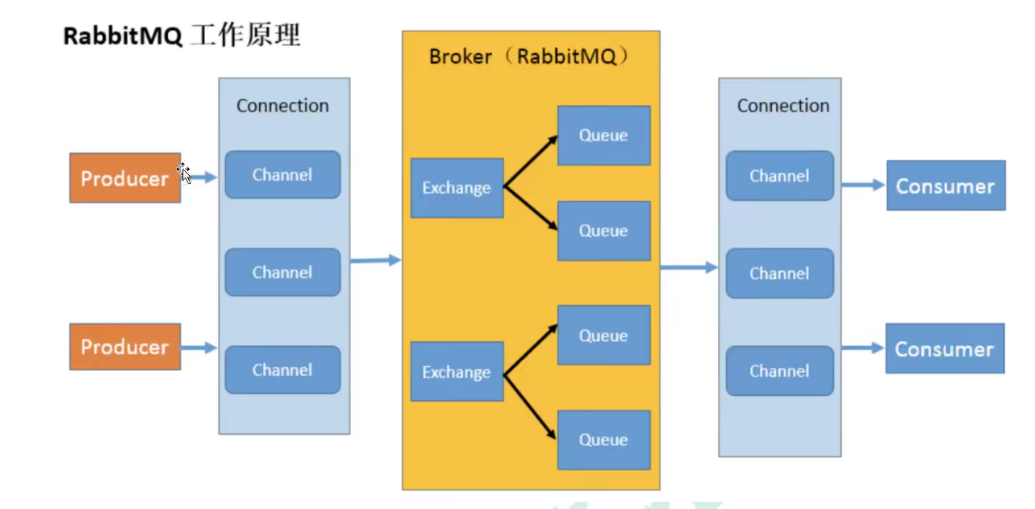 RabbitMQ 工作原理
Broker（RabbitMQ）
Connection
Connection
Producer
Channel
Exchange
Queue
Queue
Channel
Consumer
Channel
Channel
Producer
Channel
Exchange
Queue
Queue
Channel
Consumer